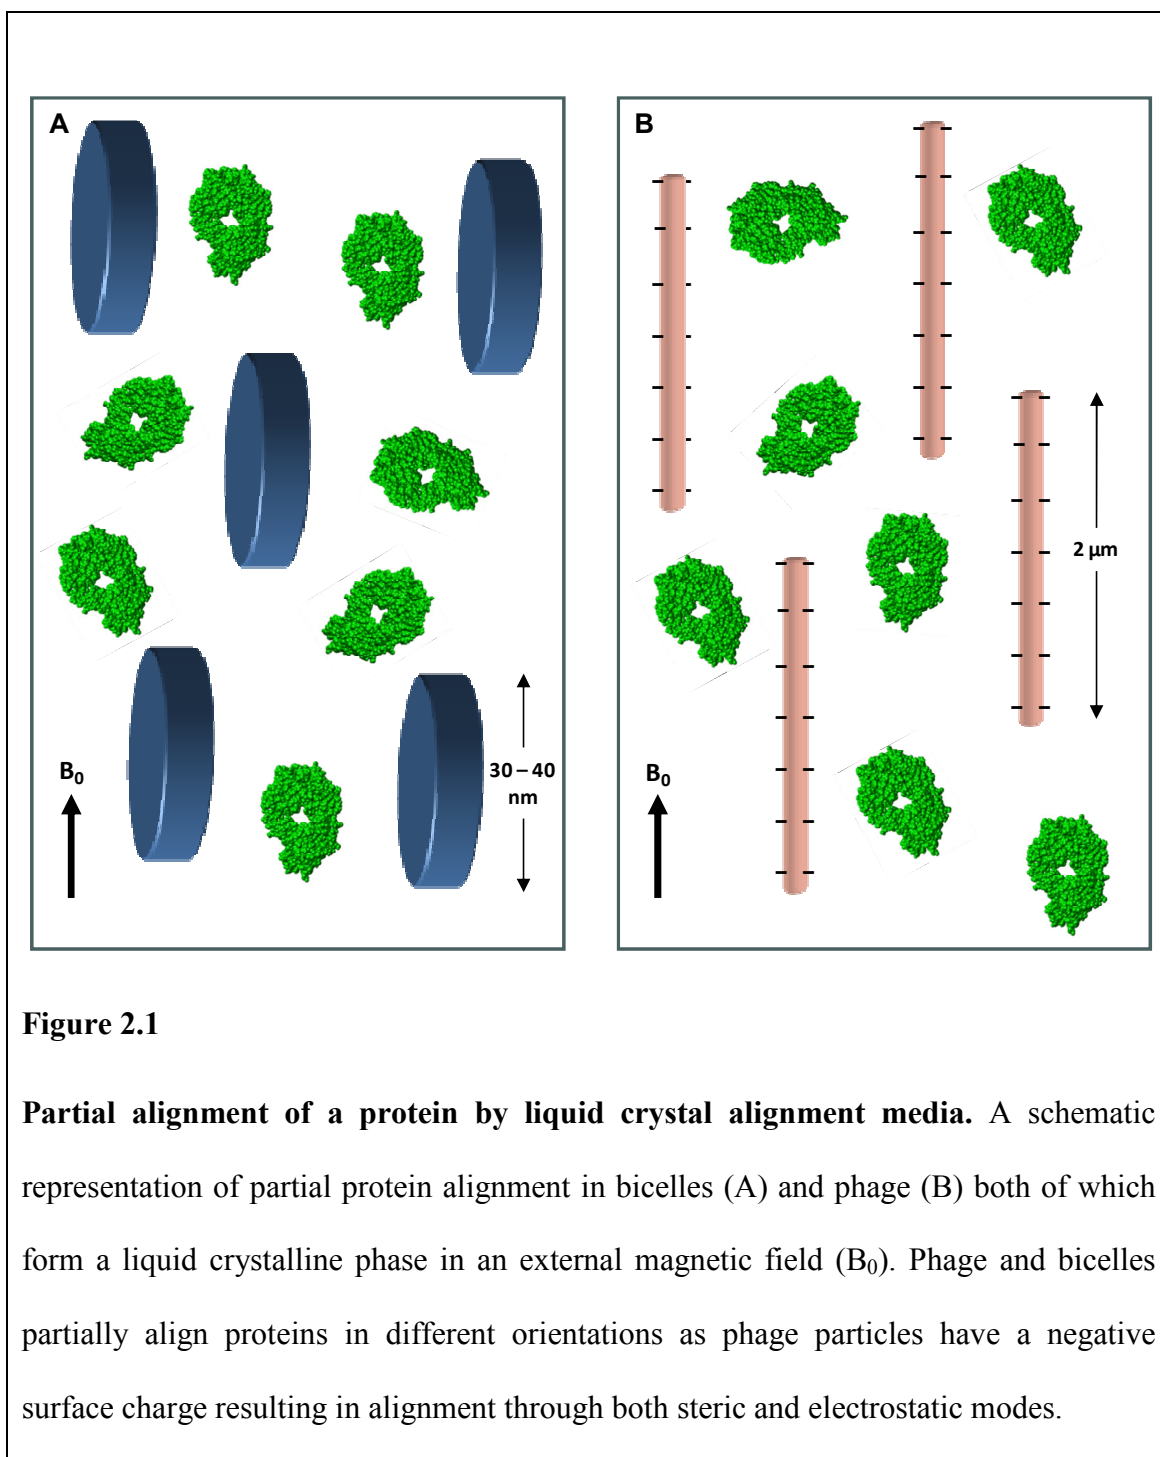 A
B
30 – 40
nm
2 µm
B₀
B₀
Figure 2.1
Partial alignment of a protein by liquid crystal alignment media. A schematic
representation of partial protein alignment in bicelles (A) and phage (B) both of which
form a liquid crystalline phase in an external magnetic field (B₀). Phage and bicelles
partially align proteins in different orientations as phage particles have a negative
surface charge resulting in alignment through both steric and electrostatic modes.